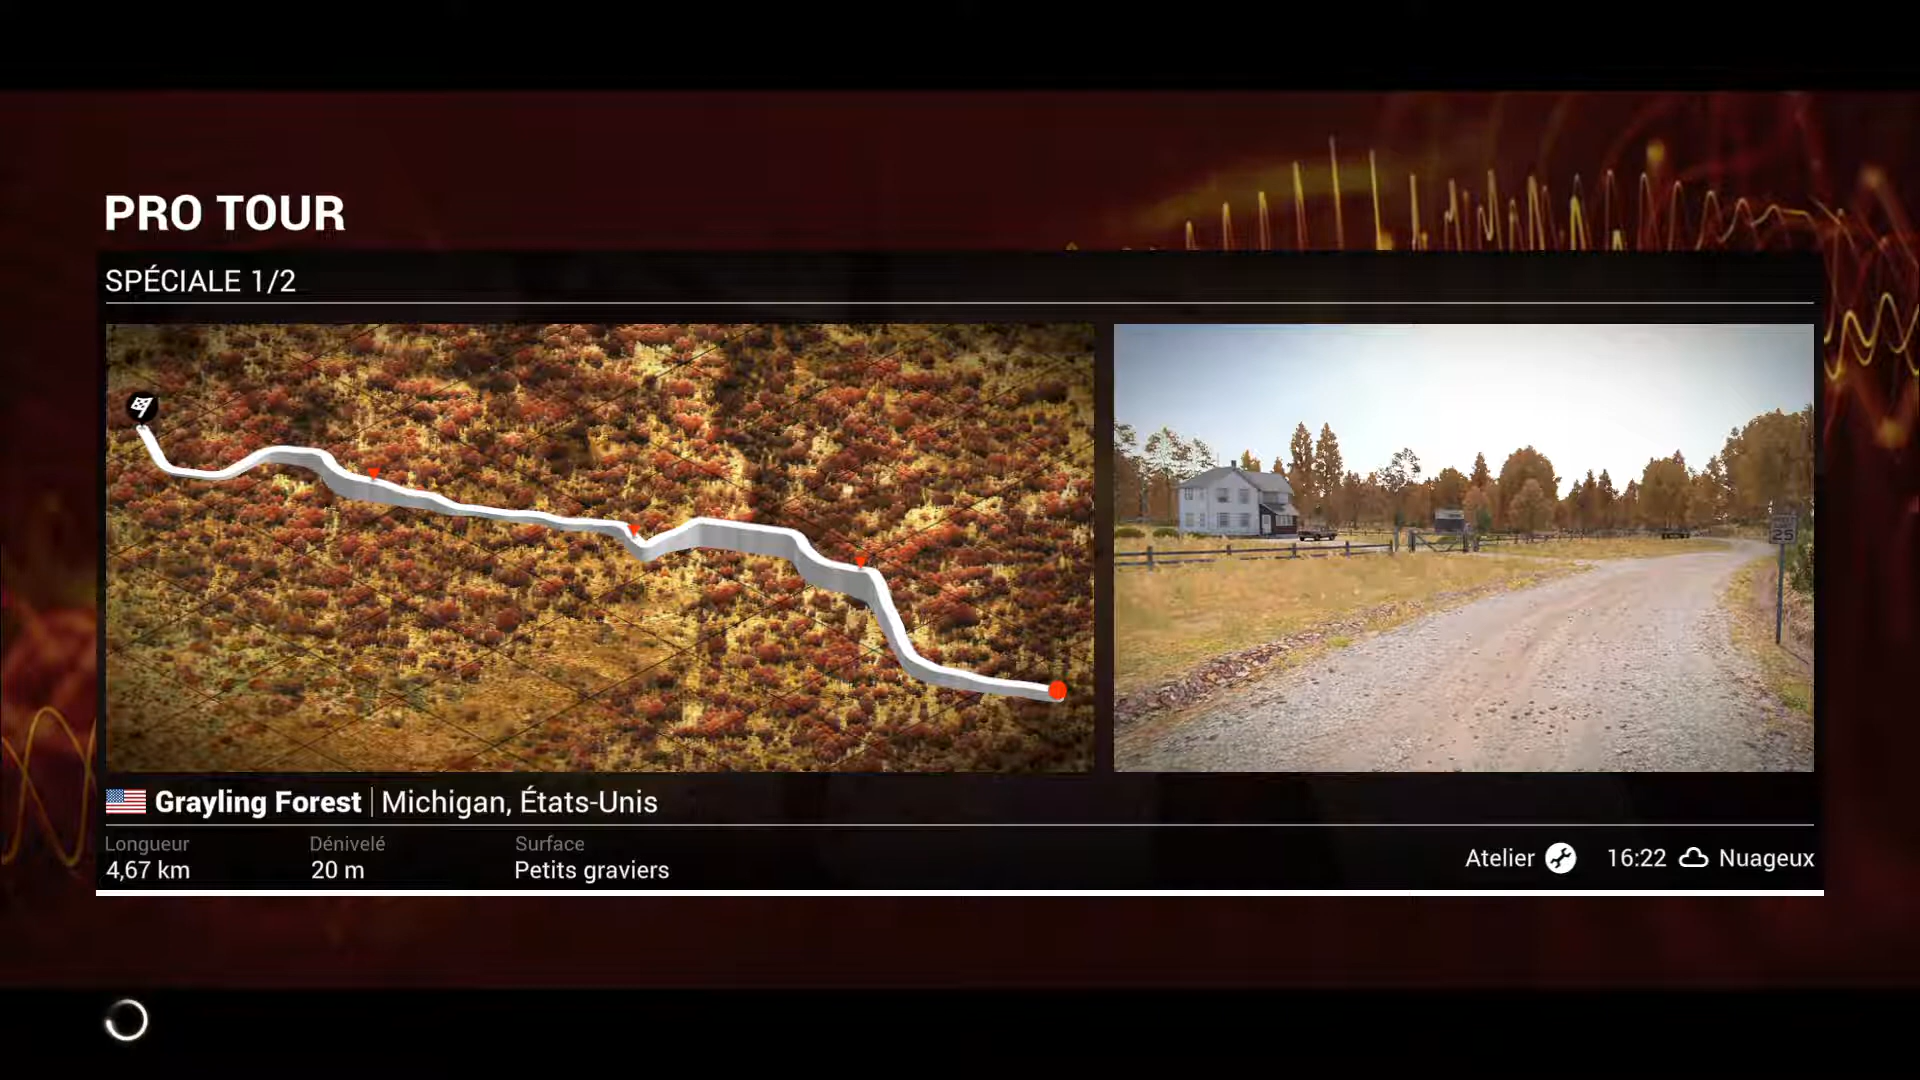 PRO TOUR
SPÉCIALE 1/2
25
Grayling Forest | Michigan, États-Unis
Longueur
4,67 km
Dénivelé
20 m
Surface
Petits graviers
Atelier 16:22 Nuageux